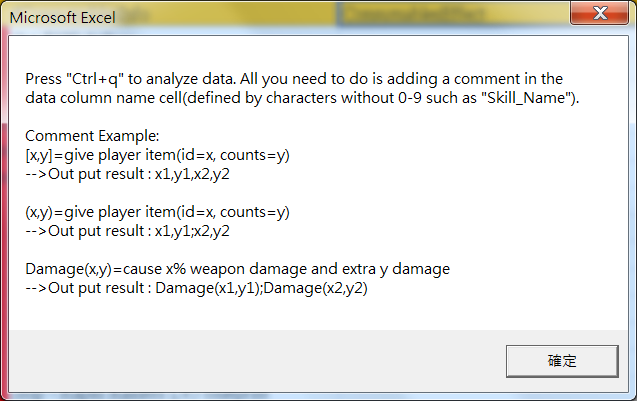 Microsoft Excel
Press "Ctrl+q" to analyze data. All you need to do is adding a comment in the
data column name cell(defined by characters without 0-9 such as "Skill_Name").
Comment Example:
[x,y]=give player item(id=x, counts=y)
-->Out put result : x1,y1,x2,y2
(x,y)=give player item(id=x, counts=y)
-->Out put result : x1,y1;x2,y2
Damage(x,y)=cause x% weapon damage and extra y damage
-->Out put result : Damage(x1,y1);Damage(x2,y2)
確定